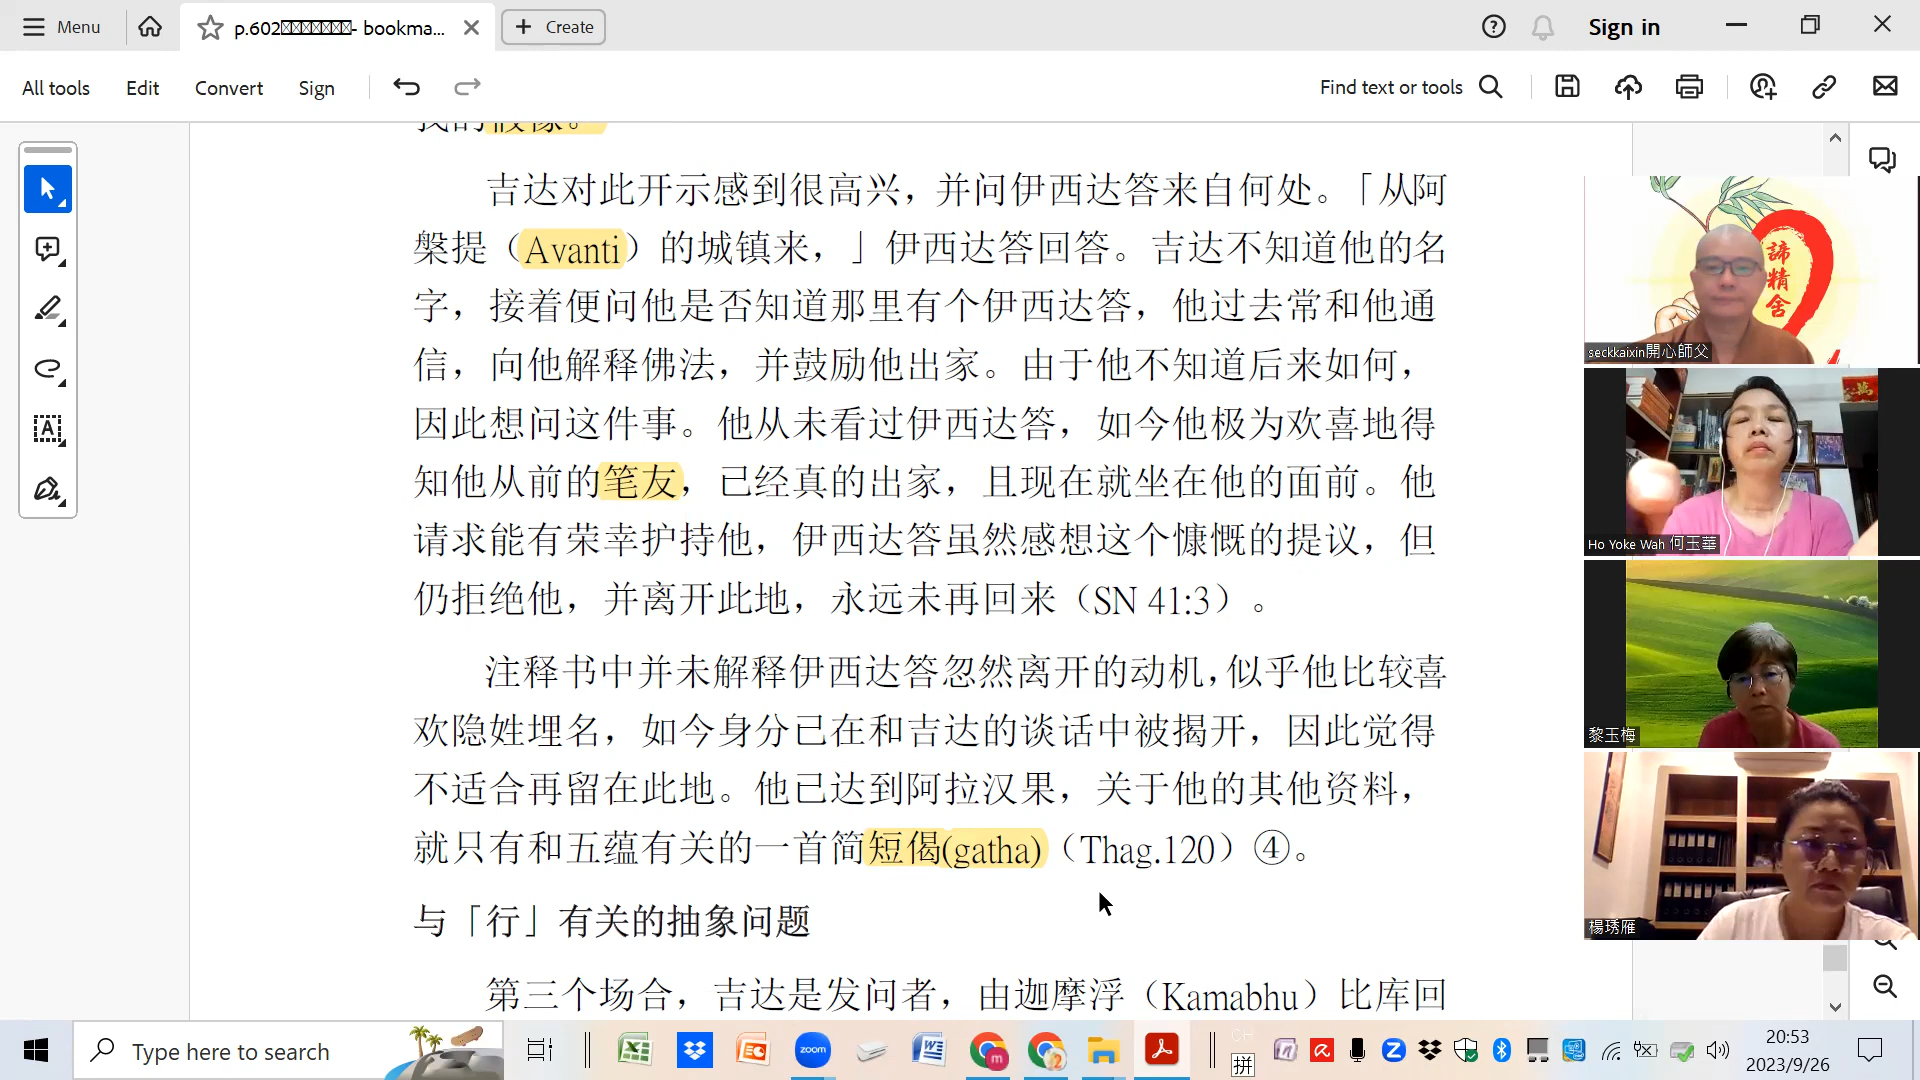 Menu
p.602 - bookma...
Create
Sign in
All tools
Edit
Convert
Sign
Find text or tools
我的假像。
吉达对此开示感到很高兴，并问伊西达答来自何处。「从阿
槃提（Avanti）的城镇来，」伊西达答回答。吉达不知道他的名
字，接着便问他是否知道那里有个伊西达答，他过去常和他通
信，向他解释佛法，并鼓励他出家。由于他不知道后来如何，
因此想问这件事。他从未看过伊西达答，如今他极为欢喜地得
知他从前的笔友，已经真的出家，且现在就坐在他的面前。他
请求能有荣幸护持他，伊西达答虽然感想这个慷慨的提议，但
仍拒绝他，并离开此地，永远未再回来（SN 41:3）。
注释书中并未解释伊西达答忽然离开的动机，似乎他比较喜
欢隐姓埋名，如今身分已在和吉达的谈话中被揭开，因此觉得
不适合再留在此地。他已达到阿拉汉果，关于他的其他资料，
就只有和五蕴有关的一首简短偈(gatha)（Thag.120）④。
与「行」有关的抽象问题
第三个场合，吉达是发问者，由迦摩浮（Kamabhu）比库回
諦精舍
seckkaixin開心師父
Ho Yoke Wah 何玉華
黎玉梅
楊琇雁
Type here to search
zoom
CH
拼
20:53
2023/9/26